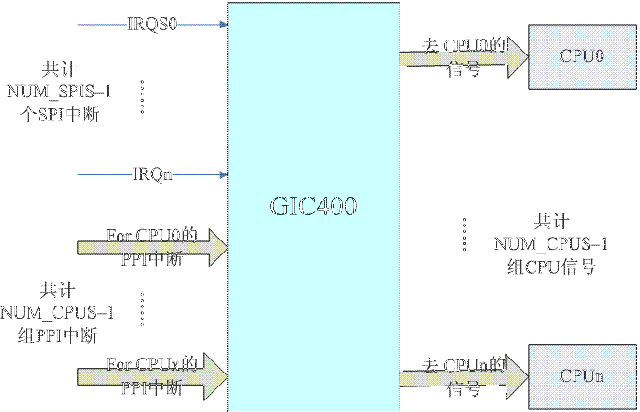 IRQS0
共计
NUM_SPIS-1
个SPI中断
IRQn
For CPU0的
PPI中断
共计
NUM_CPUS-1
组PPI中断
For CPUx的
PPI中断
GIC400
去 CPU0的
信号
CPU0
共计
NUM_CPUS-1
组CPU信号
去 CPUn的
信号
CPUn